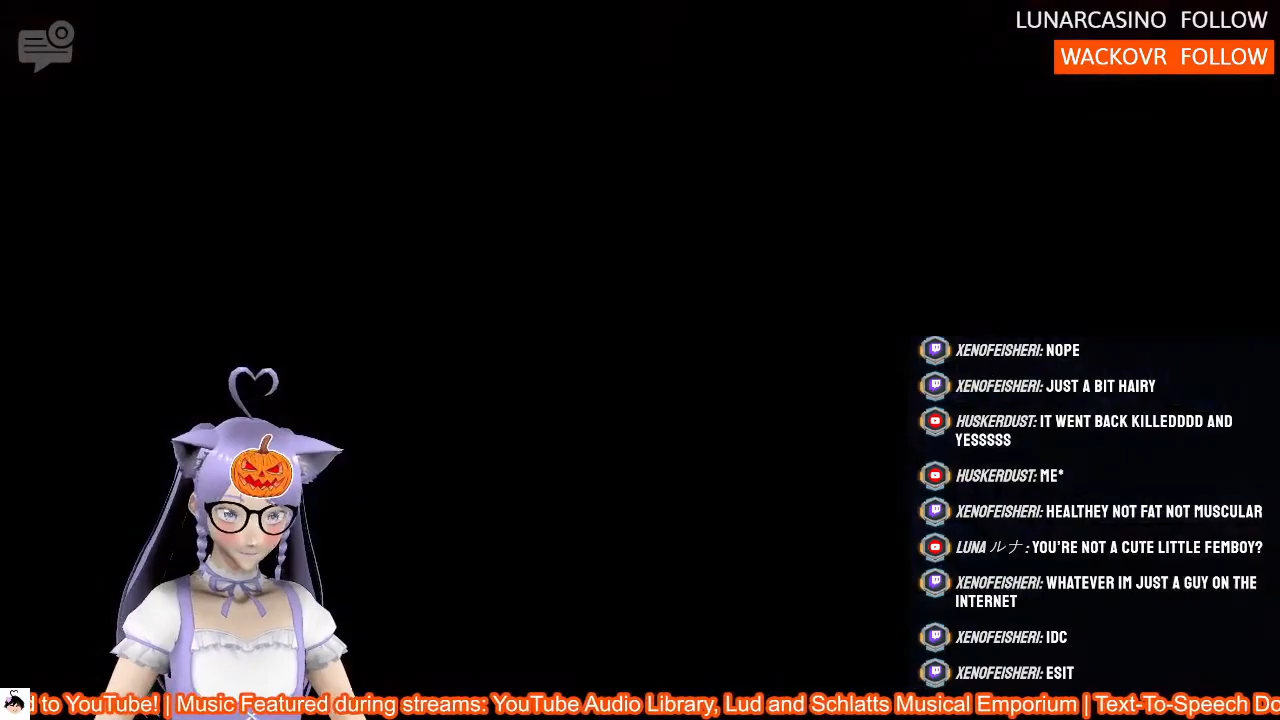 LUNARCASINO FOLLOW
WACKOVR FOLLOW
XENOFEISHERI: NOPE
XENOFEISHERI: JUST A BIT HAIRY
HUSKERDUST: IT WENT BACK KILLEDDDD AND
YESSSSS
HUSKERDUST: ME*
XENOFEISHERI: HEALTHEY NOT FAT NOT MUSCULAR
LUNA ルナ: YOU'RE NOT A CUTE LITTLE FEMBOY?
XENOFEISHERI: WHATEVER IM JUST A GUY ON THE
INTERNET
XENOFEISHERI: IDC
XENOFEISHERI: ESIT
d to YouTube! | Music Featured during streams: YouTube Audio Library, Lud and Schlatts Musical Emporium | Text-To-Speech Do